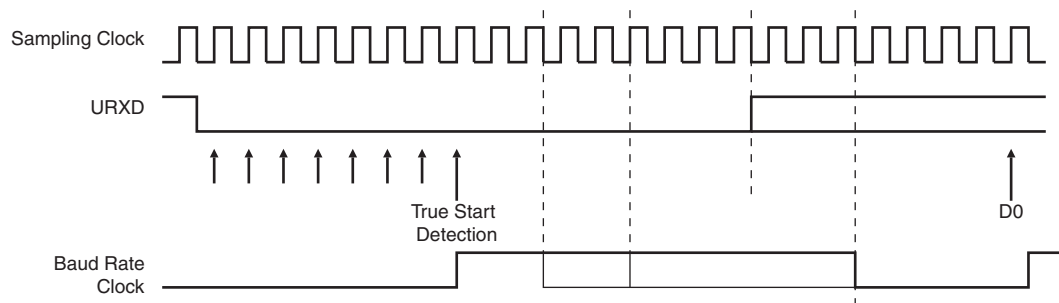 Sampling Clock
URXD
True Start
Detection
D0
Baud Rate
Clock